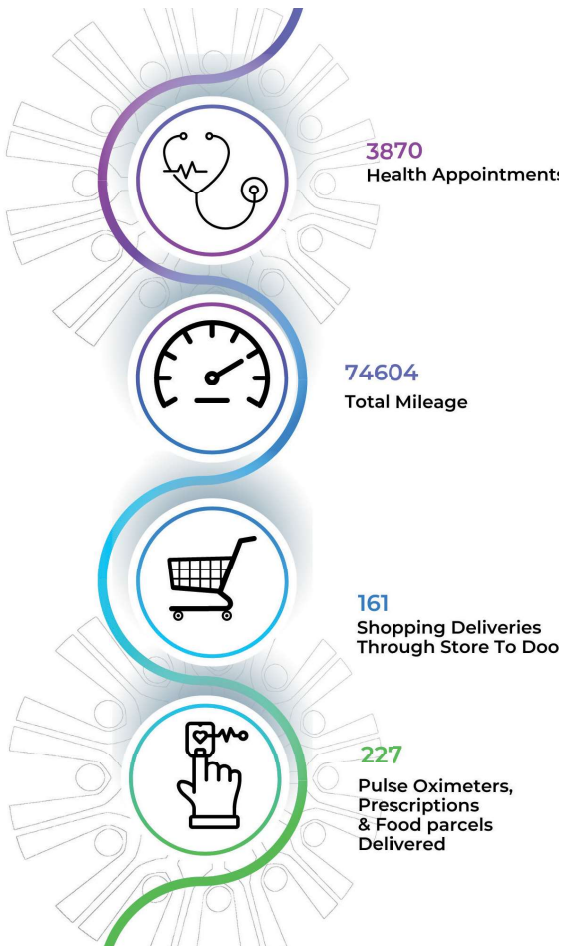 3870
Health Appointments
74604
Total Mileage
161
Shopping Deliveries
Through Store To Doo
227
Pulse Oximeters,
Prescriptions
& Food parcels
Delivered